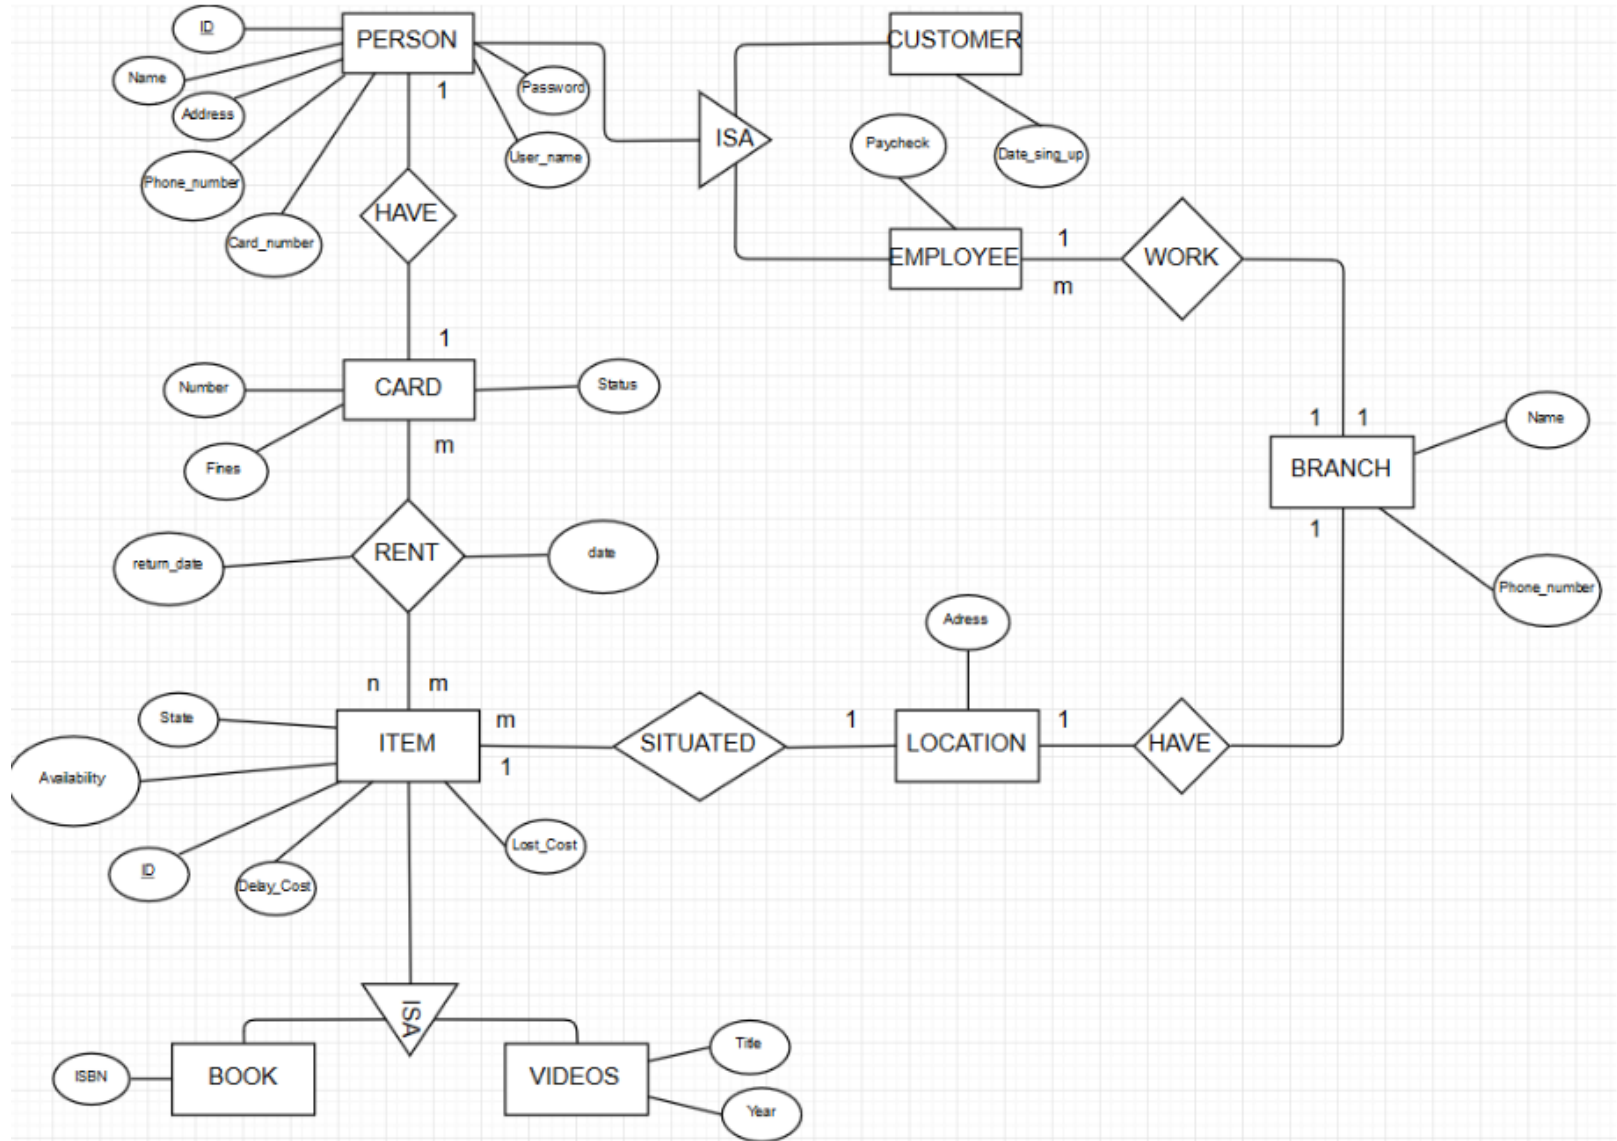 ID
PERSON
CUSTOMER
Name
Password
1
Address
ISA
Paycheck
Date_sing_up
User_name
Phone_number
HAVE
Card_number
1
EMPLOYEE
WORK
m
1
Number
CARD
Status
1 1
Name
m
Fines
BRANCH
1
return_date
RENT
date
Phone_number
Adress
n m
State
m
1
1
ITEM
SITUATED
LOCATION
HAVE
1
Availability
Lost_Cost
ID
Delay_Cost
ISA
Title
ISBN
BOOK
VIDEOS
Year